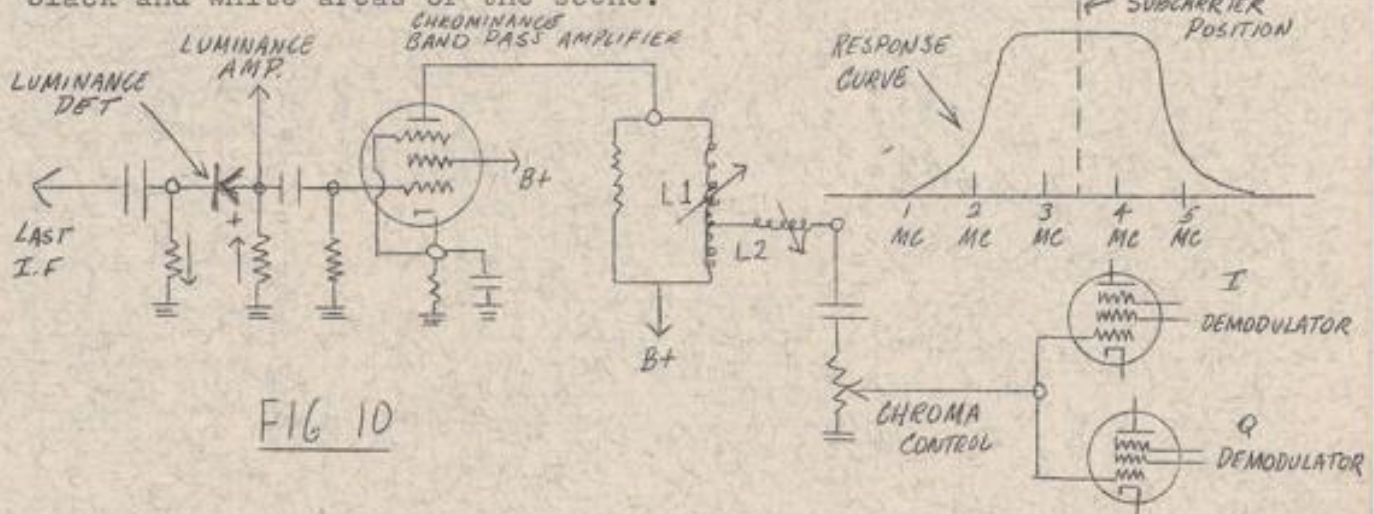 black and white areas of the scene.
CHROMINANCE
BAND PASS AMPLIFIER
SUBCARRIER
POSITION
LUMINANCE
AMP.
RESPONSE
CURVE
LUMINANCE
DET
B+
+
L1
L2
LAST
I.F
1
MC
2
MC
3
MC
4
MC
5
MC
I
DEMODULATOR
B+
CHROMA
CONTROL
Q
DEMODULATOR
FIG 10